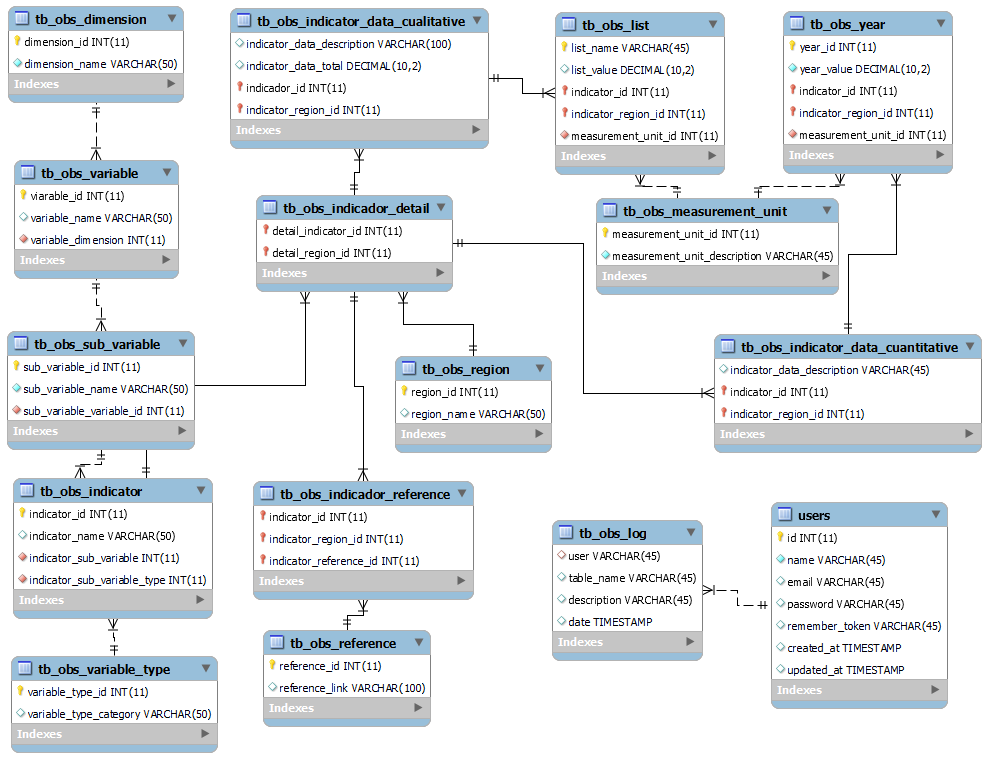 tb_obs_dimension
dimension_id INT(11)
dimension_name VARCHAR(50)
Indexes
tb_obs_indicator_data_cualitative
indicator_data_description VARCHAR(100)
indicator_data_total DECIMAL(10,2)
indicador_id INT(11)
indicator_region_id INT(11)
Indexes
tb_obs_list
list_name VARCHAR(45)
list_value DECIMAL(10,2)
indicator_id INT(11)
indicator_region_id INT(11)
measurement_unit_id INT(11)
Indexes
tb_obs_year
year_id INT(11)
year_value DECIMAL(10,2)
indicator_id INT(11)
indicator_region_id INT(11)
measurement_unit_id INT(11)
Indexes
tb_obs_variable
viarable_id INT(11)
variable_name VARCHAR(50)
variable_dimension INT(11)
Indexes
tb_obs_indicador_detail
detail_indicator_id INT(11)
detail_region_id INT(11)
Indexes
tb_obs_measurement_unit
measurement_unit_id INT(11)
measurement_unit_description VARCHAR(45)
Indexes
tb_obs_sub_variable
sub_variable_id INT(11)
sub_variable_name VARCHAR(50)
sub_variable_variable_id INT(11)
Indexes
tb_obs_region
region_id INT(11)
region_name VARCHAR(50)
Indexes
tb_obs_indicator_data_cuantitative
indicator_data_description VARCHAR(45)
indicator_id INT(11)
indicator_region_id INT(11)
Indexes
tb_obs_indicator
indicator_id INT(11)
indicator_name VARCHAR(50)
indicator_sub_variable INT(11)
indicator_sub_variable_type INT(11)
Indexes
tb_obs_indicador_reference
indicator_id INT(11)
indicator_region_id INT(11)
indicator_reference_id INT(11)
Indexes
tb_obs_log
user VARCHAR(45)
table_name VARCHAR(45)
description VARCHAR(45)
date TIMESTAMP
Indexes
users
id INT(11)
name VARCHAR(45)
email VARCHAR(45)
password VARCHAR(45)
remember_token VARCHAR(45)
created_at TIMESTAMP
updated_at TIMESTAMP
Indexes
tb_obs_variable_type
variable_type_id INT(11)
variable_type_category VARCHAR(50)
Indexes
tb_obs_reference
reference_id INT(11)
reference_link VARCHAR(100)
Indexes